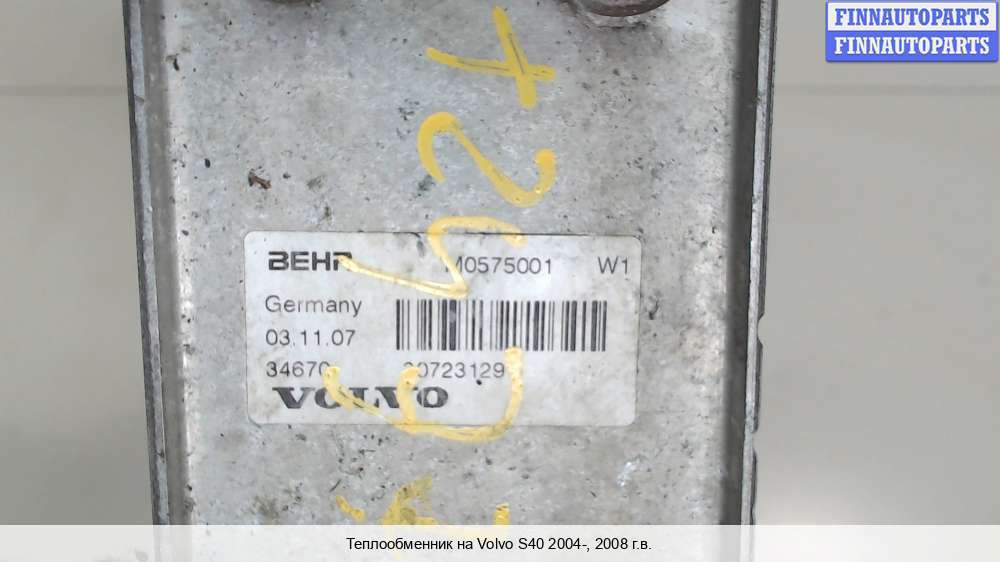 FINNAUTOPARTS
FINNAUTOPARTS
BEHR M0575001 W1
Germany
03.11.07
34670 30723129
VOLVO
Теплообменник на Volvo S40 2004-, 2008 г.в.